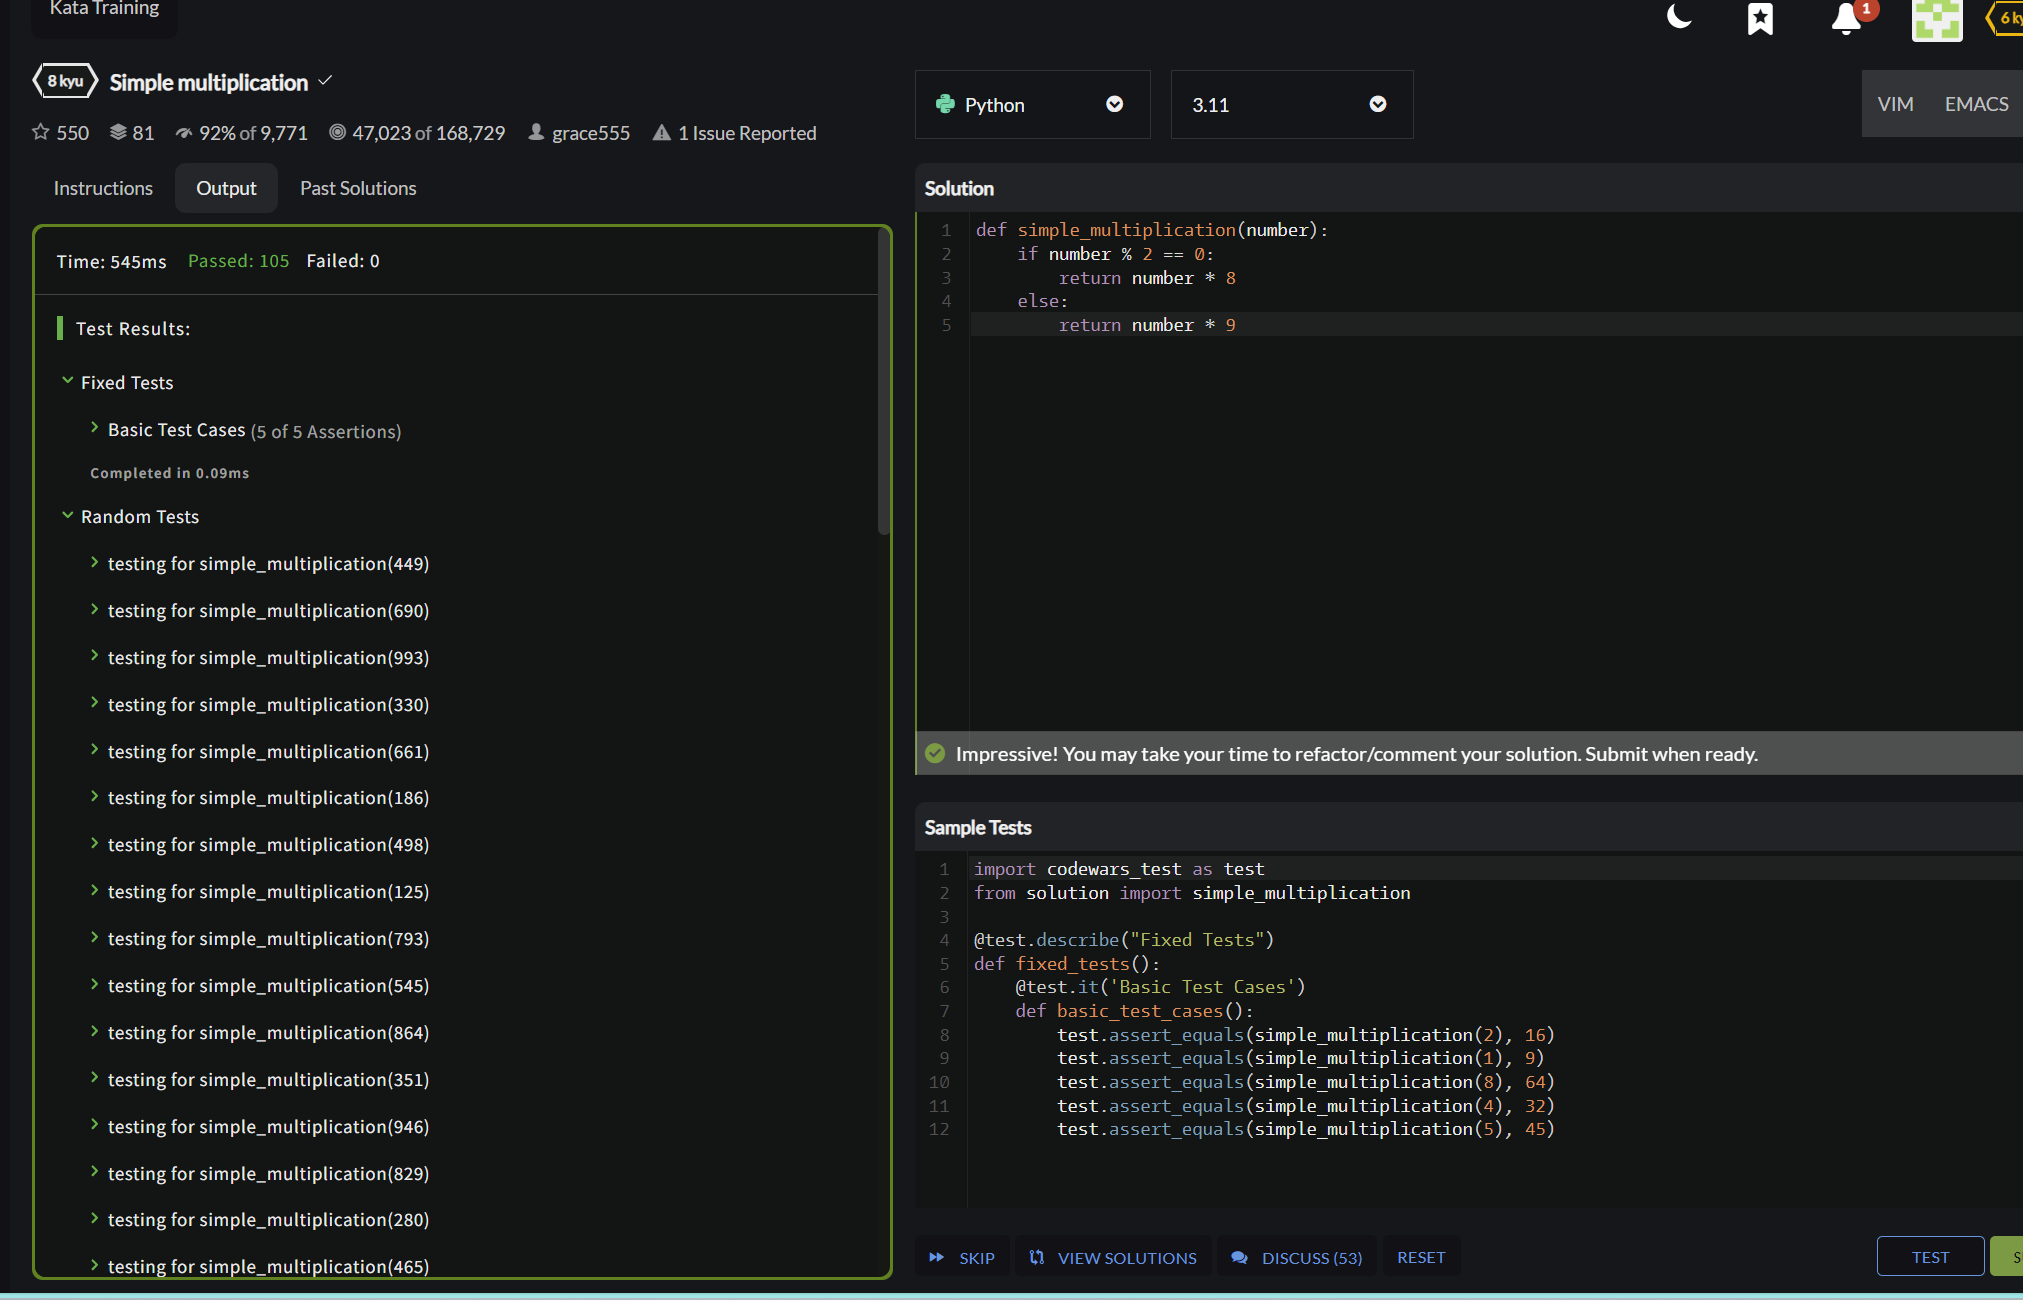 Kata Training
1
6 ky
8 kyu Simple multiplication
550 81 92% of 9,771 47,023 of 168,729 grace555 1 Issue Reported
Instructions Output Past Solutions
Time: 545ms Passed: 105 Failed: 0
Test Results:
Fixed Tests
Basic Test Cases (5 of 5 Assertions)
Completed in 0.09ms
Random Tests
testing for simple_multiplication(449)
testing for simple_multiplication(690)
testing for simple_multiplication(993)
testing for simple_multiplication(330)
testing for simple_multiplication(661)
testing for simple_multiplication(186)
testing for simple_multiplication(498)
testing for simple_multiplication(125)
testing for simple_multiplication(793)
testing for simple_multiplication(545)
testing for simple_multiplication(864)
testing for simple_multiplication(351)
testing for simple_multiplication(946)
testing for simple_multiplication(829)
testing for simple_multiplication(280)
testing for simple_multiplication(465)
Python 3.11 VIM EMACS
Solution
1 def simple_multiplication(number):
2     if number % 2 == 0:
3         return number * 8
4     else:
5         return number * 9
Impressive! You may take your time to refactor/comment your solution. Submit when ready.
Sample Tests
1 import codewars_test as test
2 from solution import simple_multiplication
3
4 @test.describe("Fixed Tests")
5 def fixed_tests():
6     @test.it('Basic Test Cases')
7     def basic_test_cases():
8         test.assert_equals(simple_multiplication(2), 16)
9         test.assert_equals(simple_multiplication(1), 9)
10         test.assert_equals(simple_multiplication(8), 64)
11         test.assert_equals(simple_multiplication(4), 32)
12         test.assert_equals(simple_multiplication(5), 45)
SKIP VIEW SOLUTIONS DISCUSS (53) RESET TEST